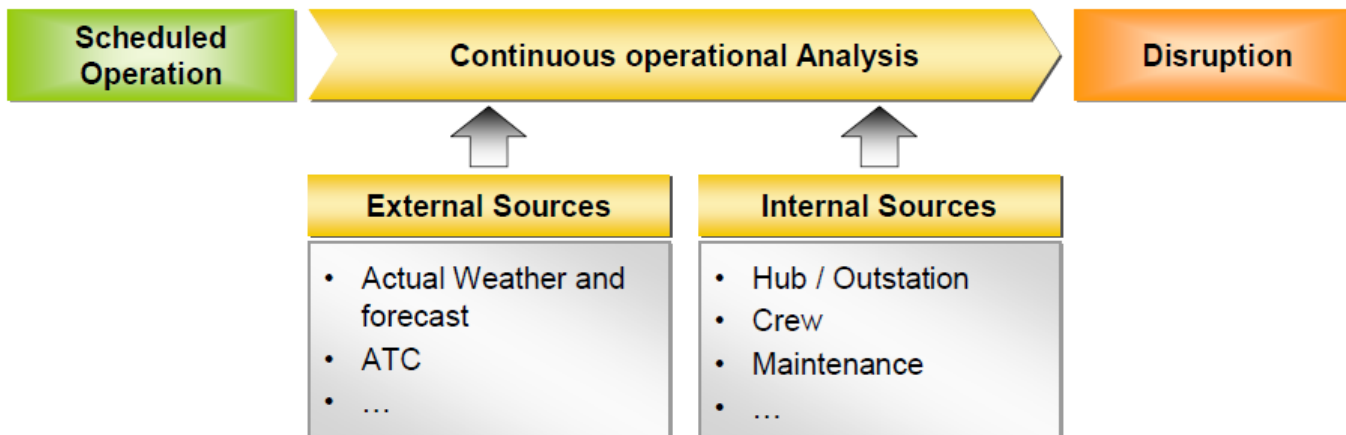 Scheduled
Operation
Continuous operational Analysis
Disruption
External Sources
• Actual Weather and
forecast
• ATC
• …
Internal Sources
• Hub / Outstation
• Crew
• Maintenance
• …